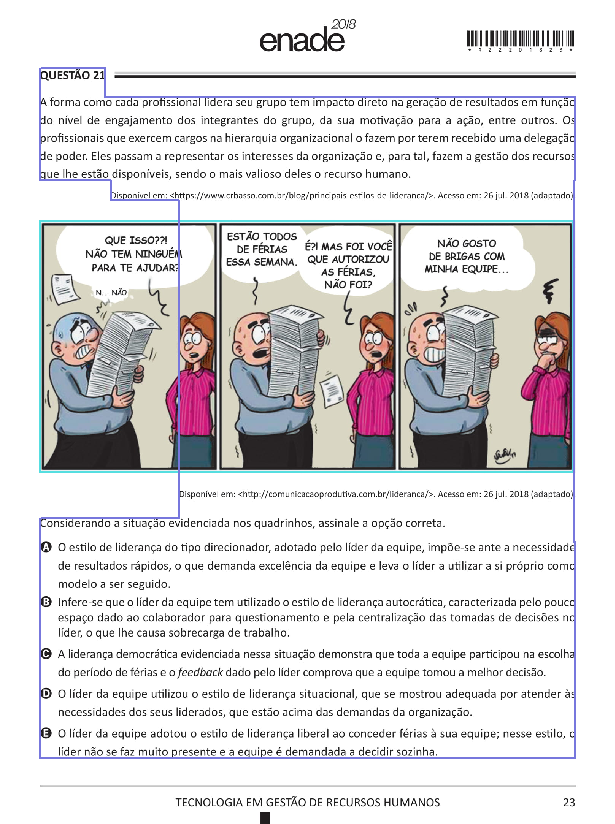 enade 2018
*R2220182 3*
QUESTÃO 21
A forma como cada profissional lidera seu grupo tem impacto direto na geração de resultados em função
do nível de engajamento dos integrantes do grupo, da sua motivação para a ação, entre outros. Os
profissionais que exercem cargos na hierarquia organizacional o fazem por terem recebido uma delegação
de poder. Eles passam a representar os interesses da organização e, para tal, fazem a gestão dos recursos
que lhe estão disponíveis, sendo o mais valioso deles o recurso humano.
Disponível em: <https://www.crbasso.com.br/blog/principais-estilos-de-lideranca/>. Acesso em: 26 jul. 2018 (adaptado)
QUE ISSO??!
NÃO TEM NINGUÉM
PARA TE AJUDAR?
N... NÃO
ESTÃO TODOS
DE FÉRIAS
ESSA SEMANA.
É?! MAS FOI VOCÊ
QUE AUTORIZOU
AS FÉRIAS,
NÃO FOI?
NÃO GOSTO
DE BRIGAS COM
MINHA EQUIPE...
Disponível em: <http://comunicacaoprodutiva.com.br/lideranca/>. Acesso em: 26 jul. 2018 (adaptado)
Considerando a situação evidenciada nos quadrinhos, assinale a opção correta.
A O estilo de liderança do tipo direcionador, adotado pelo líder da equipe, impõe-se ante a necessidade
de resultados rápidos, o que demanda excelência da equipe e leva o líder a utilizar a si próprio como
modelo a ser seguido.
B Infere-se que o líder da equipe tem utilizado o estilo de liderança autocrática, caracterizada pelo pouco
espaço dado ao colaborador para questionamento e pela centralização das tomadas de decisões no
líder, o que lhe causa sobrecarga de trabalho.
C A liderança democrática evidenciada nessa situação demonstra que toda a equipe participou na escolha
do período de férias e o feedback dado pelo líder comprova que a equipe tomou a melhor decisão.
D O líder da equipe utilizou o estilo de liderança situacional, que se mostrou adequada por atender às
necessidades dos seus liderados, que estão acima das demandas da organização.
E O líder da equipe adotou o estilo de liderança liberal ao conceder férias à sua equipe; nesse estilo, o
líder não se faz muito presente e a equipe é demandada a decidir sozinha.
TECNOLOGIA EM GESTÃO DE RECURSOS HUMANOS
23